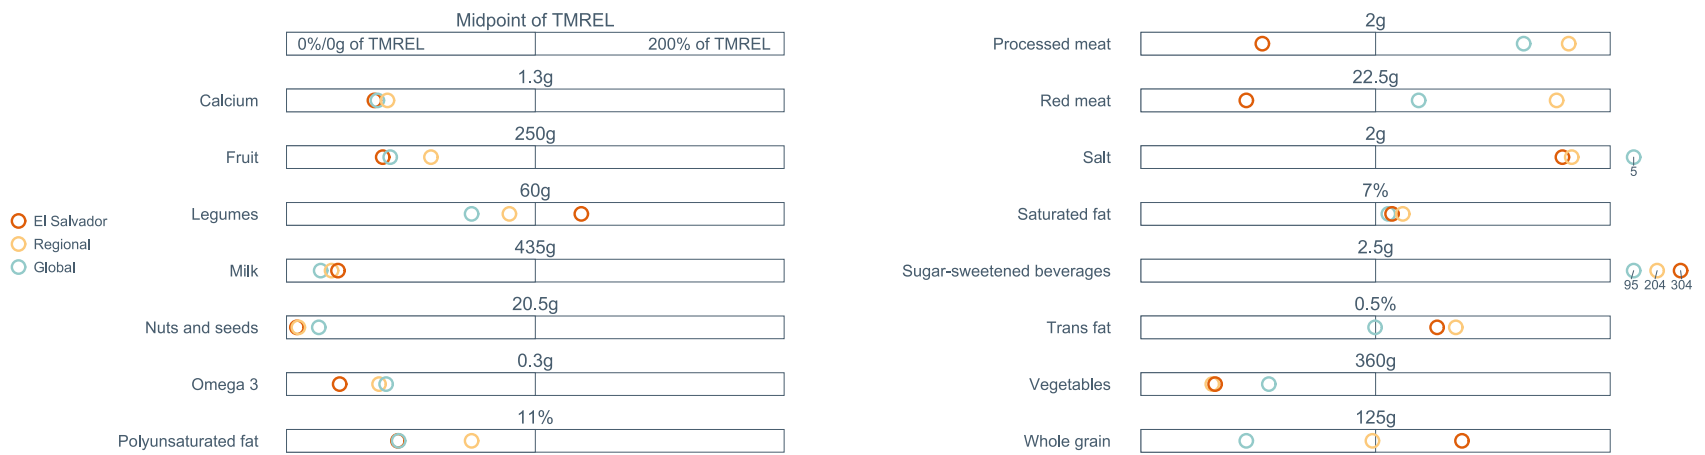 Midpoint of TMREL
0%/0g of TMREL 200% of TMREL
1.3g
Calcium
250g
Fruit
60g
Legumes
435g
Milk
20.5g
Nuts and seeds
0.3g
Omega 3
11%
Polyunsaturated fat
El Salvador
Regional
Global
2g
Processed meat
22.5g
Red meat
2g
Salt
5
7%
Saturated fat
2.5g
Sugar-sweetened beverages
95 204 304
0.5%
Trans fat
360g
Vegetables
125g
Whole grain